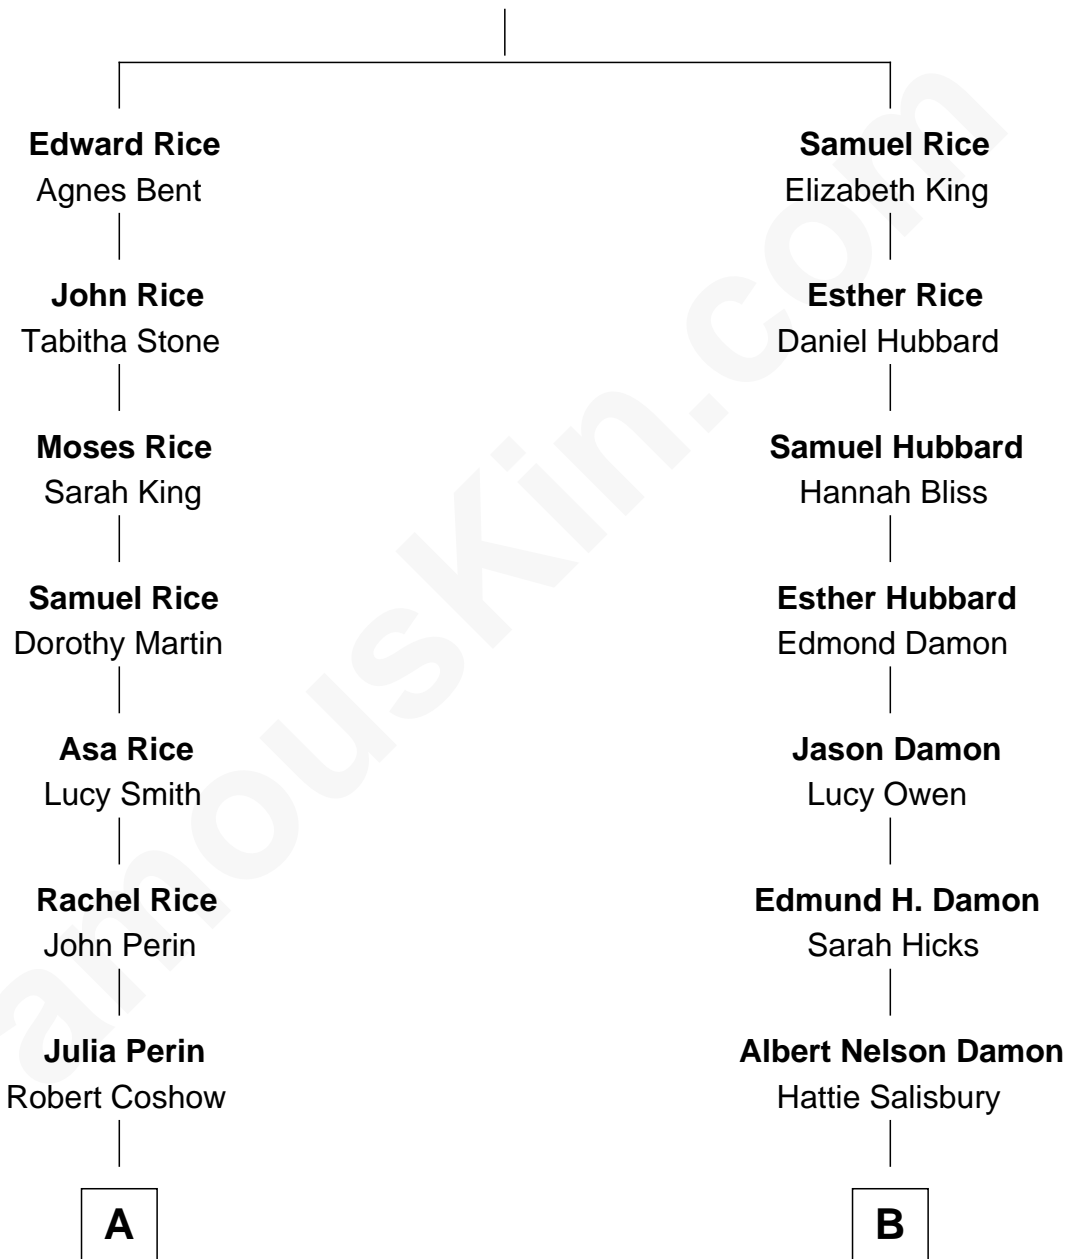 Edward Rice
Agnes Bent
John Rice
Tabitha Stone
Moses Rice
Sarah King
Samuel Rice
Dorothy Martin
Asa Rice
Lucy Smith
Rachel Rice
John Perin
Julia Perin
Robert Coshow
A
Samuel Rice
Elizabeth King
Esther Rice
Daniel Hubbard
Samuel Hubbard
Hannah Bliss
Esther Hubbard
Edmond Damon
Jason Damon
Lucy Owen
Edmund H. Damon
Sarah Hicks
Albert Nelson Damon
Hattie Salisbury
B
amousKin.com